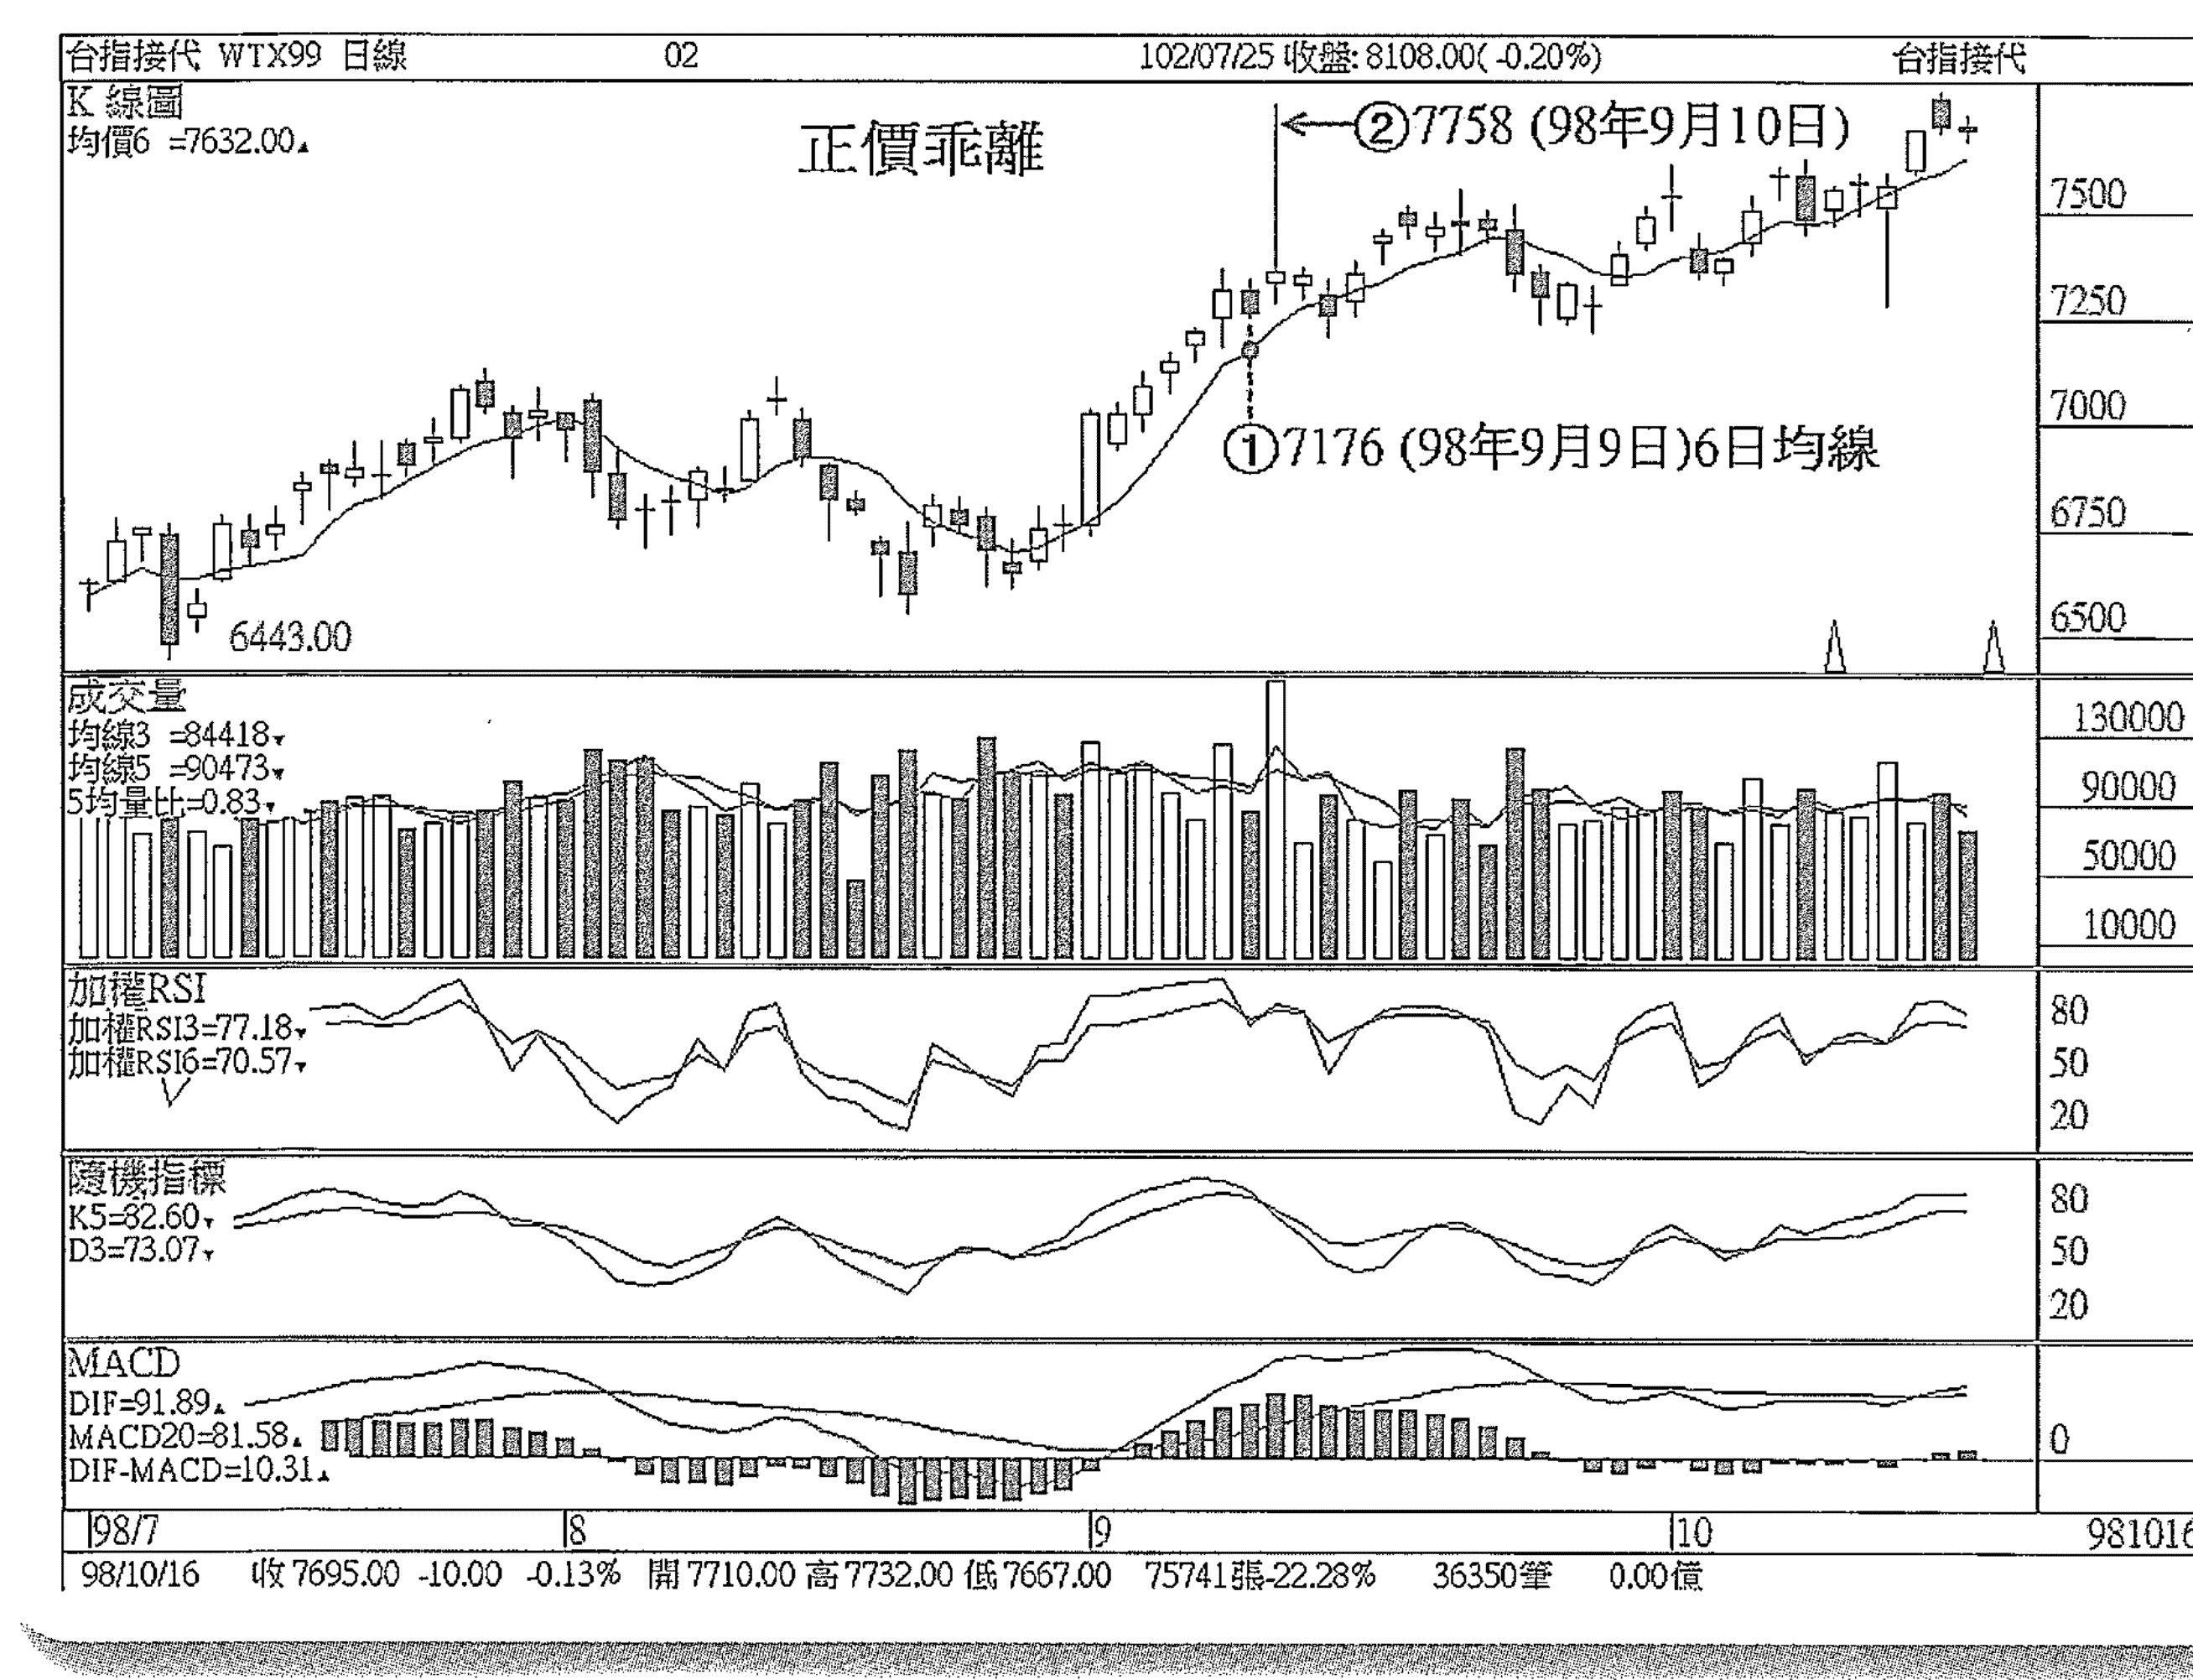 台指接代 WTX99 日線 02 102/07/25 收盤: 8108.00( -0.20%) 台指接代
K 線圖
均價6 =7632.00▲
正價乖離
②7758 (98年9月10日)
①7176 (98年9月9日)6日均線
6443.00
7500
7250
7000
6750
6500
成交量
均線3 =84418▼
均線5 =90473▼
5均量比=0.83▼
130000
90000
50000
10000
加權RSI
加權RSI3=77.18▼
加權RSI6=70.57▼
80
50
20
隨機指標
K5=82.60▼
D3=73.07▼
80
50
20
MACD
DIF=91.89▲
MACD20=81.58▲
DIF-MACD=10.31▲
0
98/7 8 9 10 981016
98/10/16 收 7695.00 -10.00 -0.13% 開 7710.00 高 7732.00 低 7667.00 75741張-22.28% 36350筆 0.00億